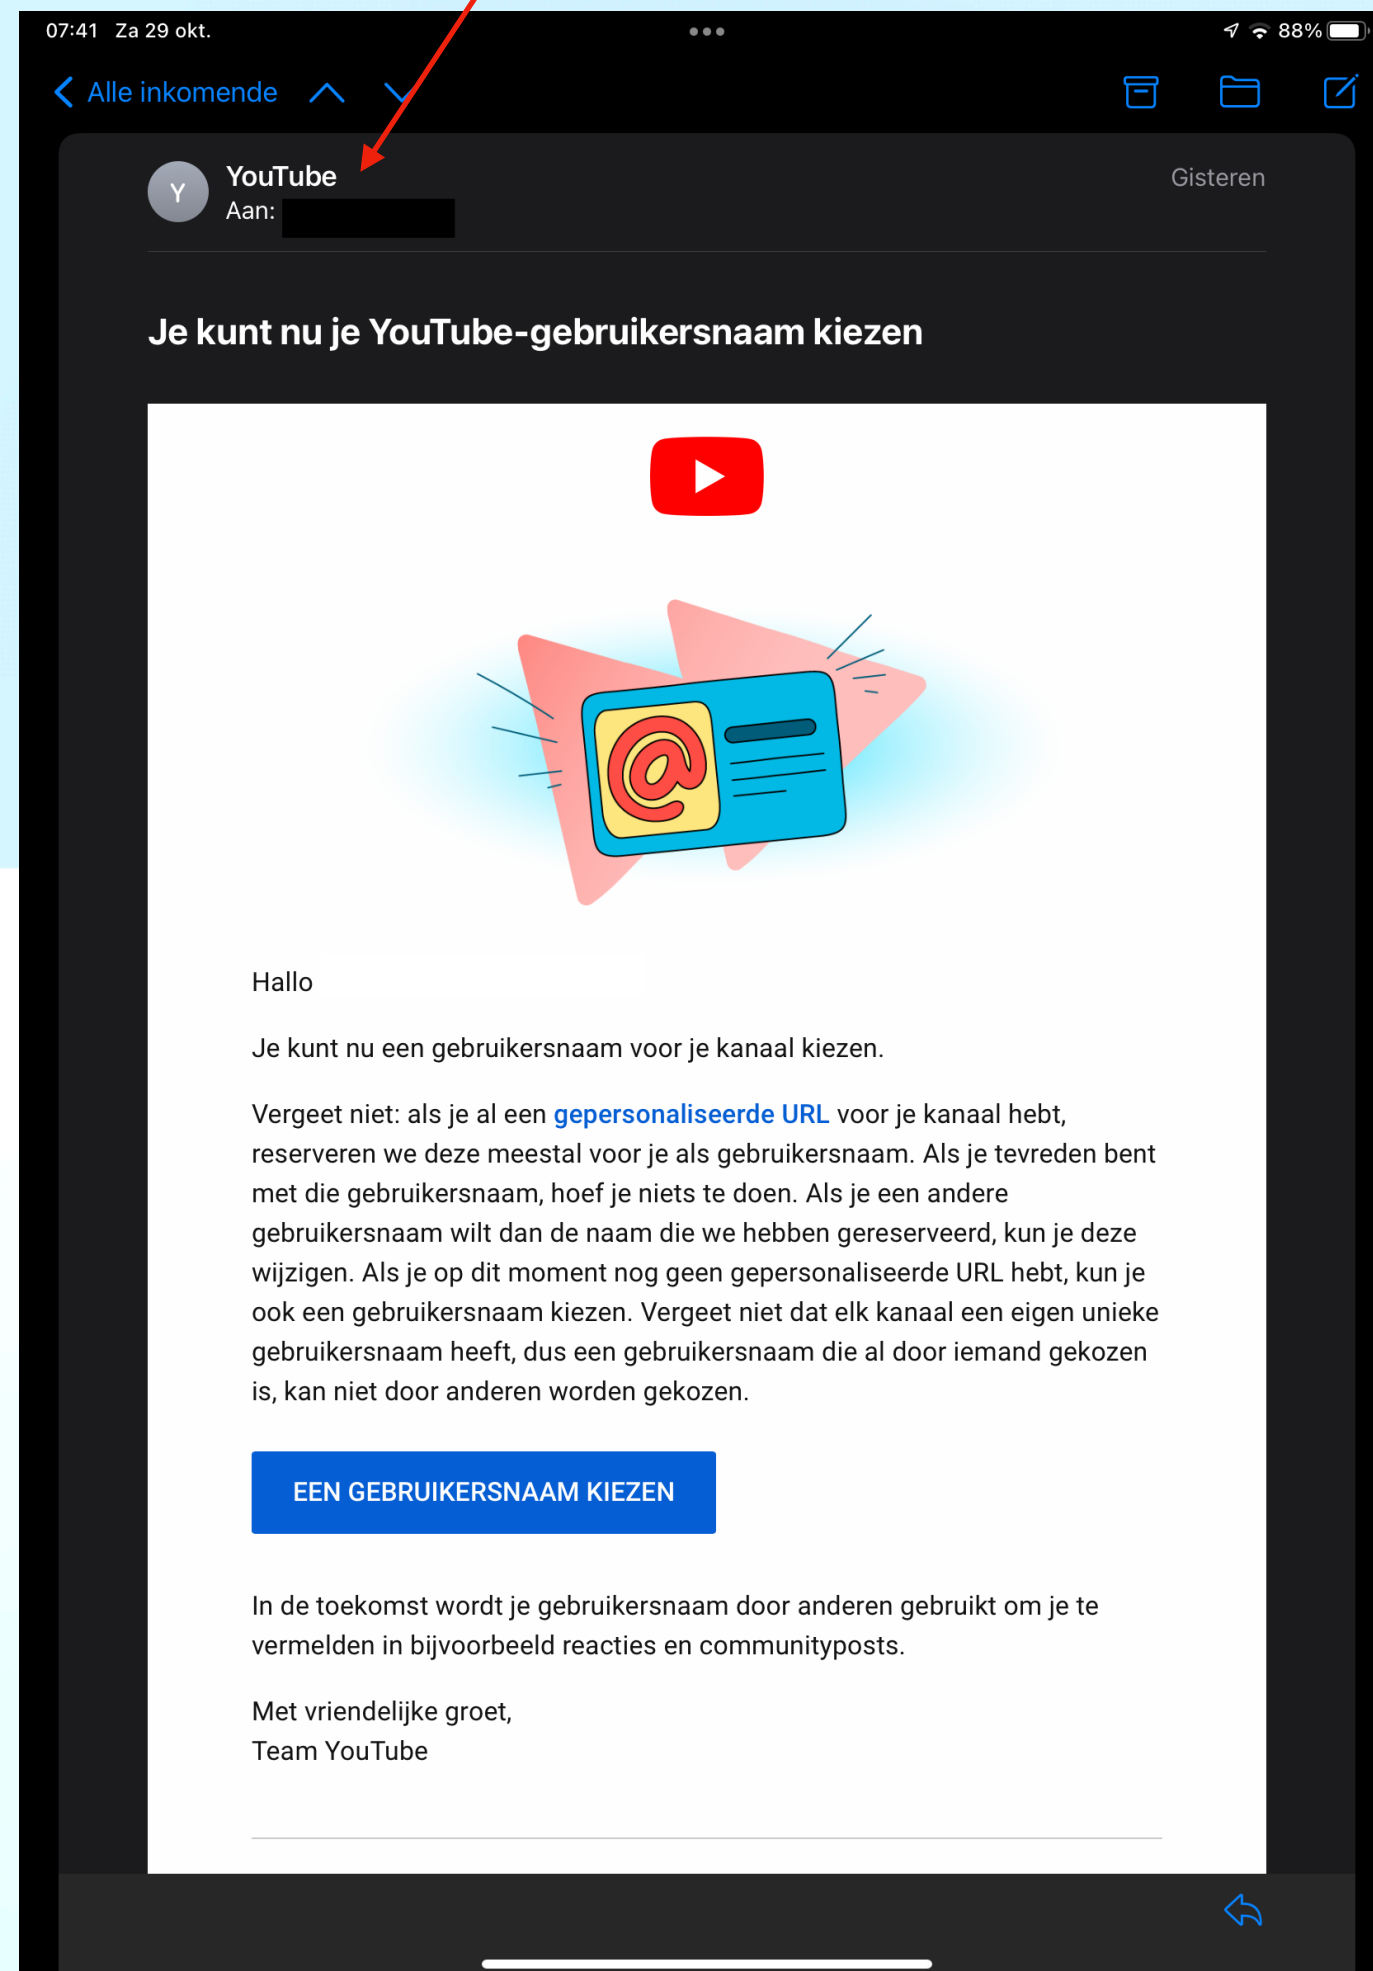 07:41 Za 29 okt.
88%
Alle inkomende
Y
YouTube
Gisteren
Aan:
Je kunt nu je YouTube-gebruikersnaam kiezen
@
Hallo
Je kunt nu een gebruikersnaam voor je kanaal kiezen.
Vergeet niet: als je al een gepersonaliseerde URL voor je kanaal hebt,
reserveren we deze meestal voor je als gebruikersnaam. Als je tevreden bent
met die gebruikersnaam, hoef je niets te doen. Als je een andere
gebruikersnaam wilt dan de naam die we hebben gereserveerd, kun je deze
wijzigen. Als je op dit moment nog geen gepersonaliseerde URL hebt, kun je
ook een gebruikersnaam kiezen. Vergeet niet dat elk kanaal een eigen unieke
gebruikersnaam heeft, dus een gebruikersnaam die al door iemand gekozen
is, kan niet door anderen worden gekozen.
EEN GEBRUIKERSNAAM KIEZEN
In de toekomst wordt je gebruikersnaam door anderen gebruikt om je te
vermelden in bijvoorbeeld reacties en communityposts.
Met vriendelijke groet,
Team YouTube